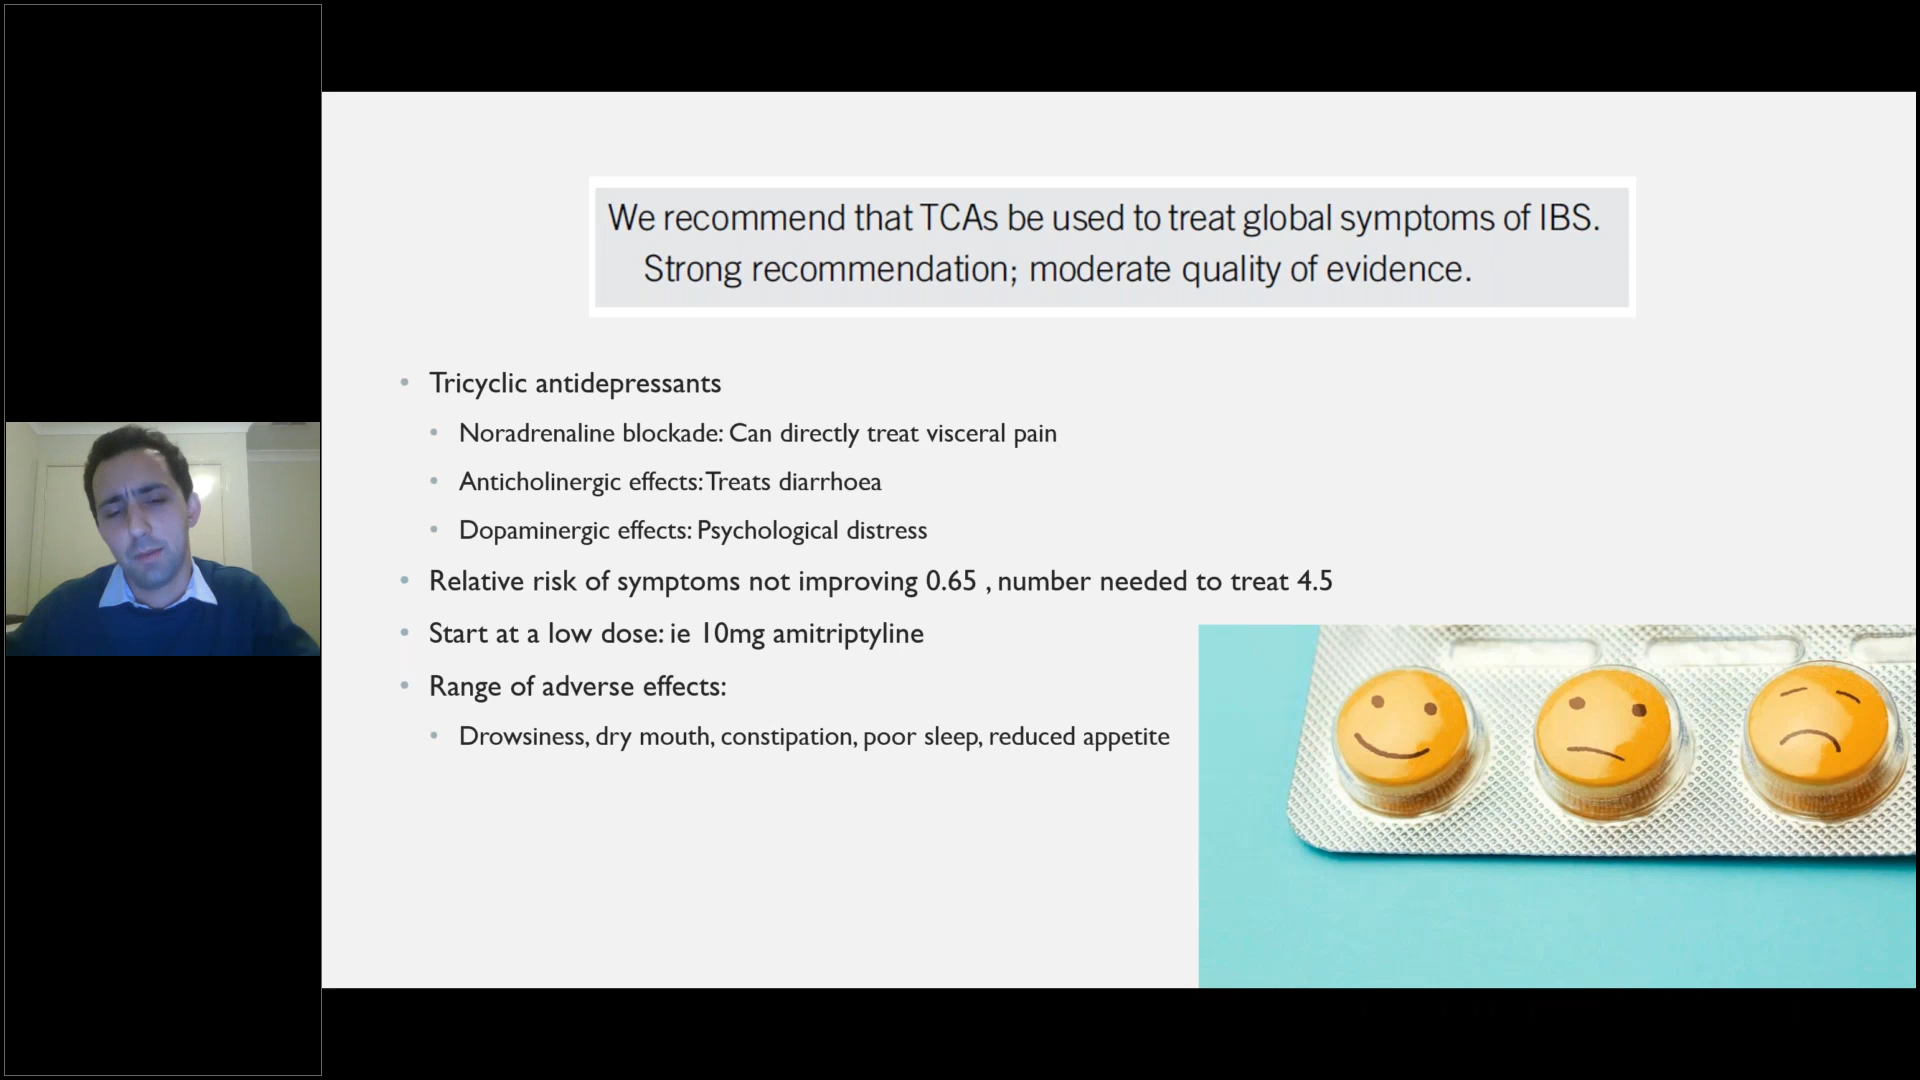 We recommend that TCAs be used to treat global symptoms of IBS.
Strong recommendation; moderate quality of evidence.
• Tricyclic antidepressants
• Noradrenaline blockade: Can directly treat visceral pain
• Anticholinergic effects: Treats diarrhoea
• Dopaminergic effects: Psychological distress
• Relative risk of symptoms not improving 0.65 , number needed to treat 4.5
• Start at a low dose: ie 10mg amitriptyline
• Range of adverse effects:
• Drowsiness, dry mouth, constipation, poor sleep, reduced appetite